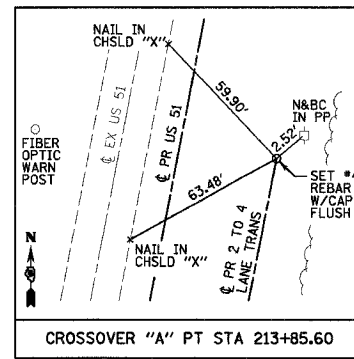 NAIL IN
CHSLD "X"
59.90'
N&BC
IN PP
2.52'
FIBER
OPTIC
WARN
POST
℄ EX US 51
℄ PR US 51
SET #4
REBAR
W/CAP
FLUSH
63.48'
℄ PR 2 TO 4
LANE TRANS
N
NAIL IN
CHSLD "X"
CROSSOVER "A" PT STA 213+85.60